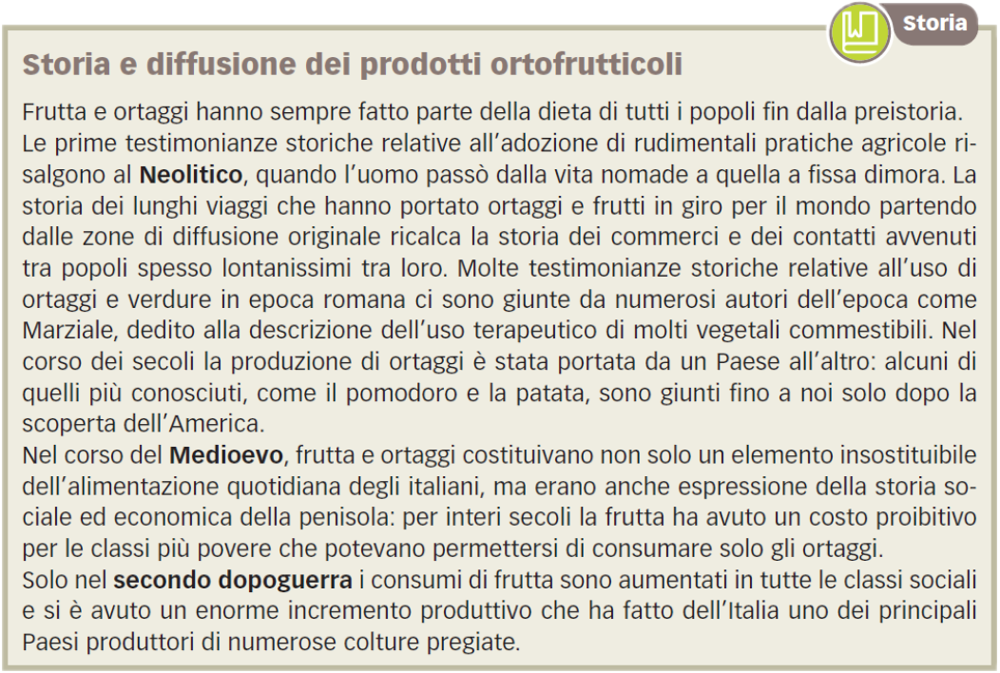 Storia
Storia e diffusione dei prodotti ortofrutticoli
Frutta e ortaggi hanno sempre fatto parte della dieta di tutti i popoli fin dalla preistoria.
Le prime testimonianze storiche relative all'adozione di rudimentali pratiche agricole ri-
salgono al Neolitico, quando l'uomo passò dalla vita nomade a quella a fissa dimora. La
storia dei lunghi viaggi che hanno portato ortaggi e frutti in giro per il mondo partendo
dalle zone di diffusione originale ricalca la storia dei commerci e dei contatti avvenuti
tra popoli spesso lontanissimi tra loro. Molte testimonianze storiche relative all'uso di
ortaggi e verdure in epoca romana ci sono giunte da numerosi autori dell'epoca come
Marziale, dedito alla descrizione dell'uso terapeutico di molti vegetali commestibili. Nel
corso dei secoli la produzione di ortaggi è stata portata da un Paese all'altro: alcuni di
quelli più conosciuti, come il pomodoro e la patata, sono giunti fino a noi solo dopo la
scoperta dell'America.
Nel corso del Medioevo, frutta e ortaggi costituivano non solo un elemento insostituibile
dell'alimentazione quotidiana degli italiani, ma erano anche espressione della storia so-
ciale ed economica della penisola: per interi secoli la frutta ha avuto un costo proibitivo
per le classi più povere che potevano permettersi di consumare solo gli ortaggi.
Solo nel secondo dopoguerra i consumi di frutta sono aumentati in tutte le classi sociali
e si è avuto un enorme incremento produttivo che ha fatto dell'Italia uno dei principali
Paesi produttori di numerose colture pregiate.